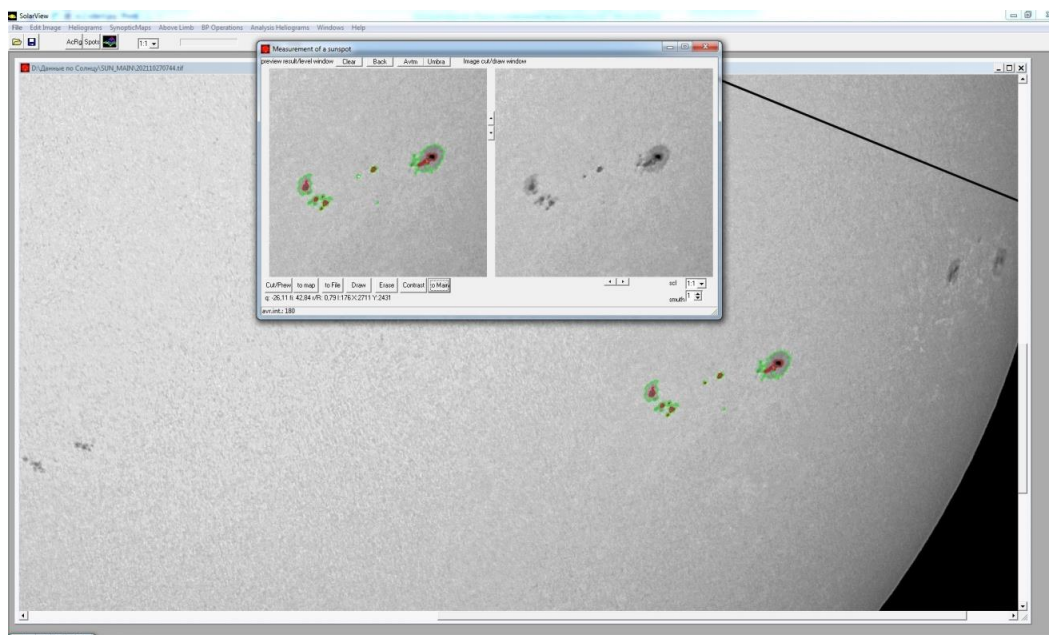 SolarView
File Edit Image Heliograms SynopticMaps Above Limb BP Operations Analysis Heliograms Windows Help
AcRg Spots 1:1
Measurement of a sunspot
preview result/level window Clear Back Avtm Umbra Image cut/draw window
D:\Данные по Солнцу\SUN_MAIN\202110270744.tif
Cut/Prew to map to File Draw Erase Contrast to Main
scl 1:1
q: -26,11 fi: 42,84 r/R: 0,79 I:176 X:2711 Y:2431
smuth 1
avr.int.: 180